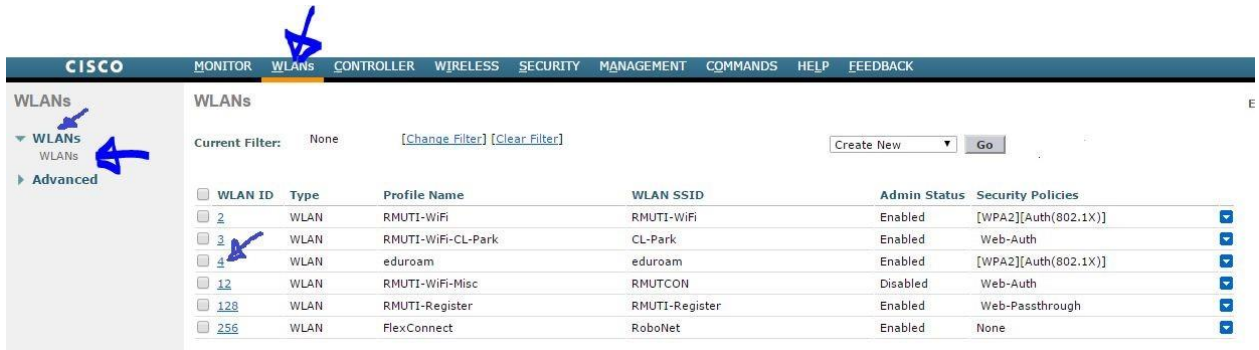 CISCO MONITOR WLANs CONTROLLER WIRELESS SECURITY MANAGEMENT COMMANDS HELP FEEDBACK
WLANs
WLANs
WLANs
Advanced
WLANs
E
Current Filter: None [Change Filter] [Clear Filter] Create New Go
WLAN ID Type Profile Name WLAN SSID Admin Status Security Policies
2 WLAN RMUTI-WiFi RMUTI-WiFi Enabled [WPA2][Auth(802.1X)]
3 WLAN RMUTI-WiFi-CL-Park CL-Park Enabled Web-Auth
4 WLAN eduroam eduroam Enabled [WPA2][Auth(802.1X)]
12 WLAN RMUTI-WiFi-Misc RMUTCON Disabled Web-Auth
128 WLAN RMUTI-Register RMUTI-Register Enabled Web-Passthrough
256 WLAN FlexConnect RoboNet Enabled None